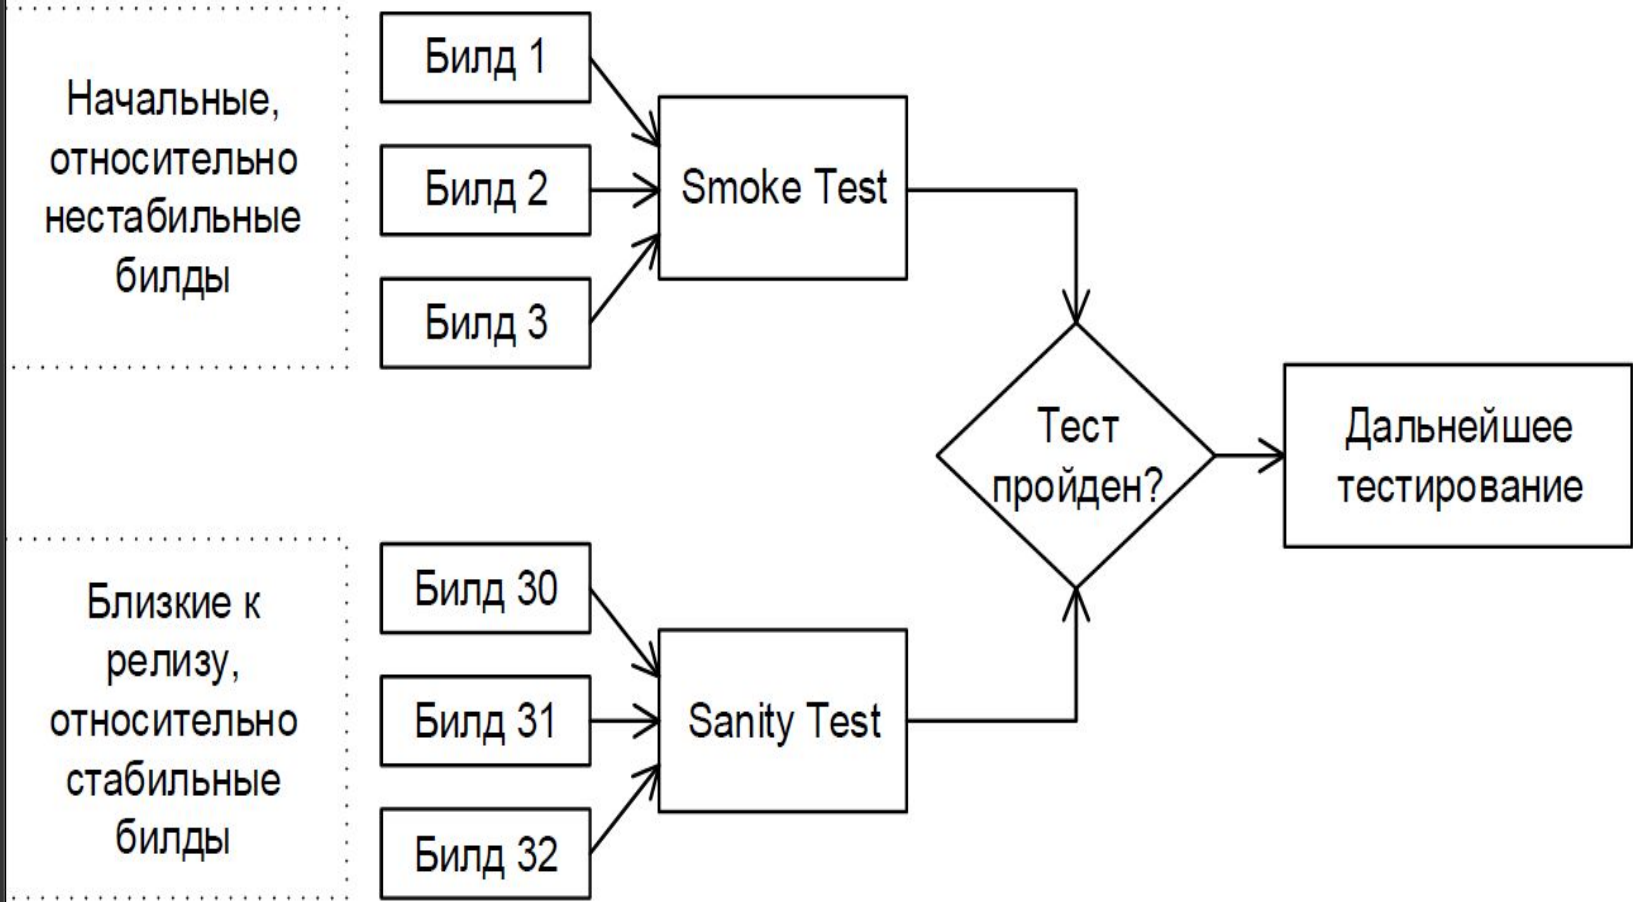 Начальные,
относительно
нестабильные
билды
Билд 1
Билд 2
Билд 3
Smoke Test
Тест
пройден?
Дальнейшее
тестирование
Близкие к
релизу,
относительно
стабильные
билды
Билд 30
Билд 31
Билд 32
Sanity Test